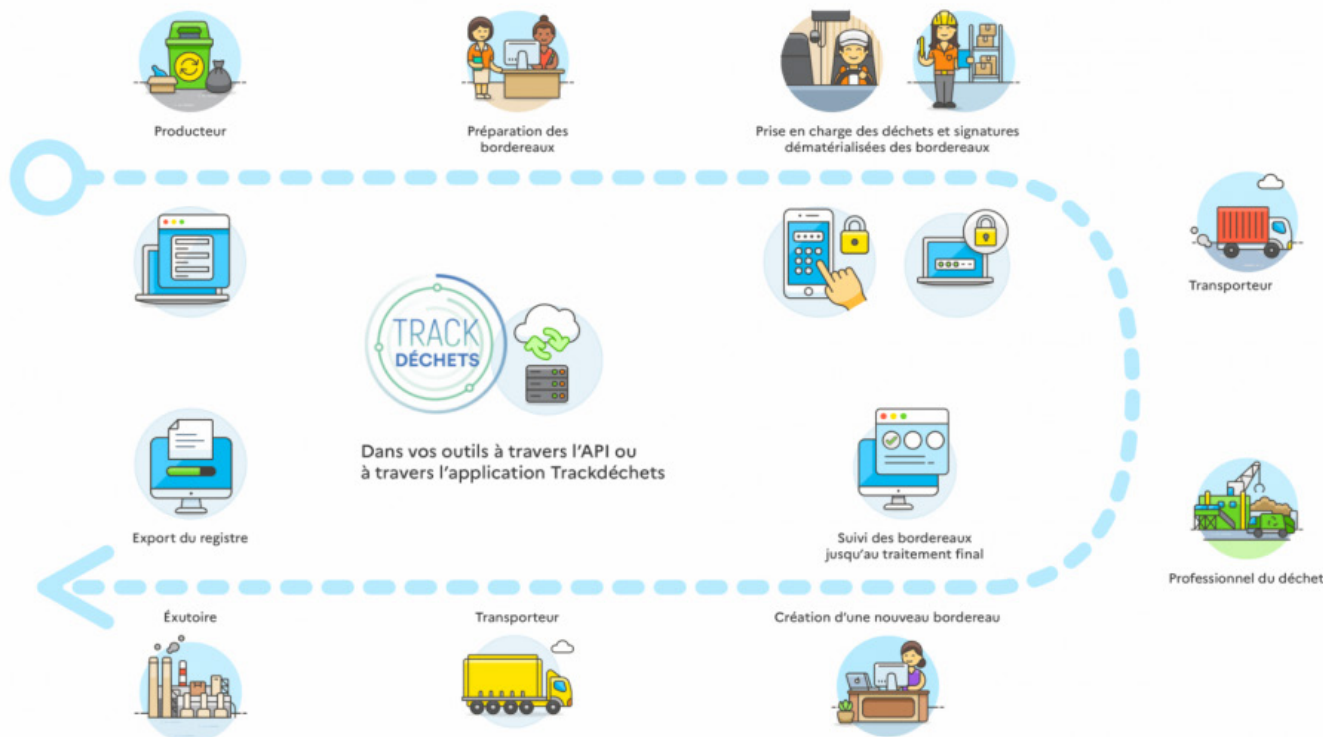 Producteur
Préparation des
bordereaux
Prise en charge des déchets et signatures
dématérialisées des bordereaux
Transporteur
TRACK
DÉCHETS
Dans vos outils à travers l'API ou
à travers l'application Trackdéchets
Export du registre
Suivi des bordereaux
jusqu'au traitement final
Professionnel du déchet
Éxutoire
Transporteur
Création d'une nouveau bordereau